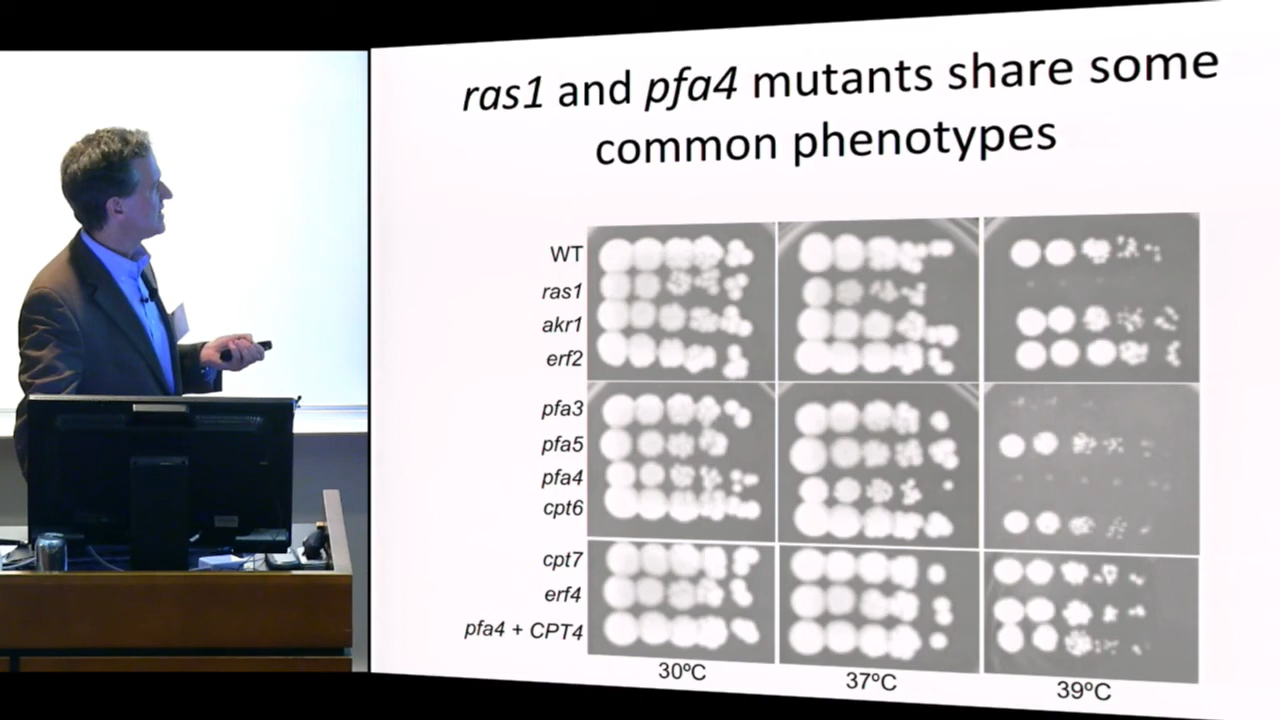 ras1 and pfa4 mutants share some
common phenotypes
WT
ras1
akr1
erf2
pfa3
pfa5
pfa4
cpt6
cpt7
erf4
pfa4 + CPT4
30ºC
37ºC
39ºC